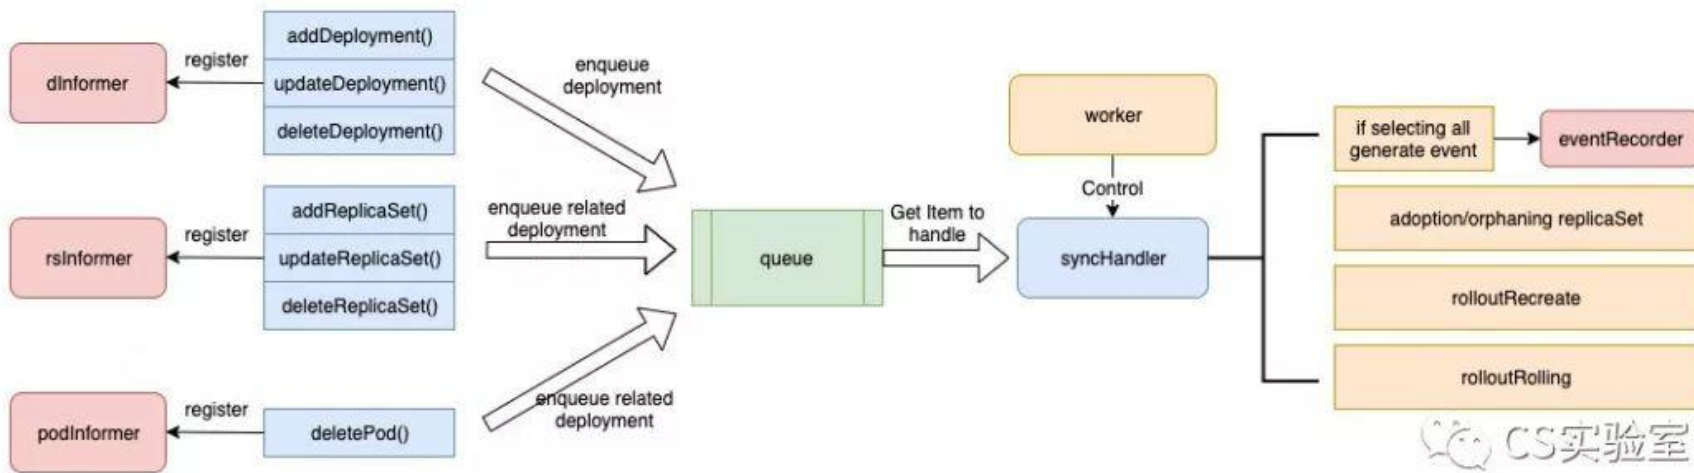 dInformer
register
addDeployment()
updateDeployment()
deleteDeployment()
enqueue
deployment
rsInformer
register
addReplicaSet()
updateReplicaSet()
deleteReplicaSet()
enqueue related
deployment
podInformer
register
deletePod()
enqueue related
deployment
queue
Get Item to
handle
worker
Control
syncHandler
if selecting all
generate event
eventRecorder
adoption/orphaning replicaSet
rolloutRecreate
rolloutRolling
CS实验室